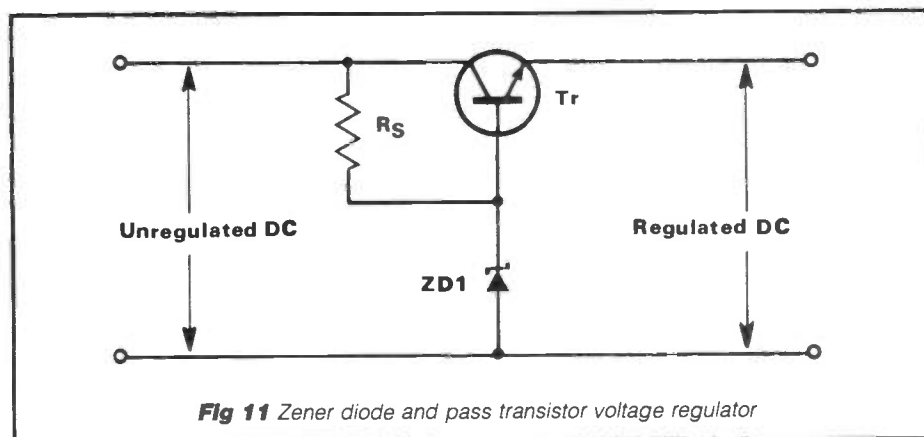 Tr
RS
Unregulated DC
Regulated DC
ZD1
Fig 11 Zener diode and pass transistor voltage regulator